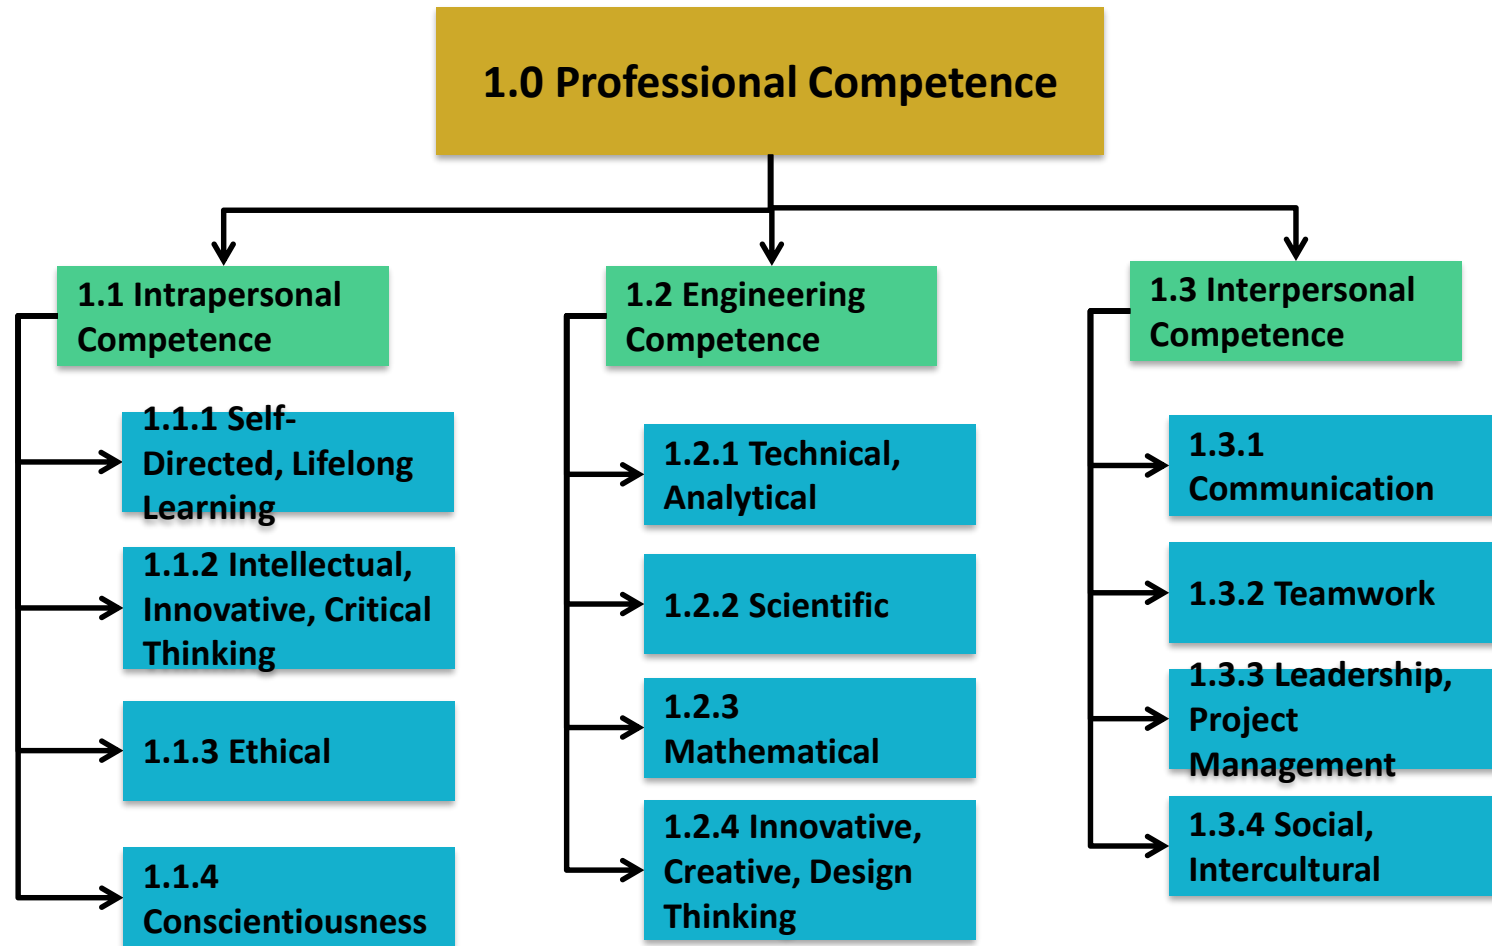 1.0 Professional Competence
1.1 Intrapersonal
Competence
1.1.1 Self-
Directed, Lifelong
Learning
1.1.2 Intellectual,
Innovative, Critical
Thinking
1.1.3 Ethical
1.1.4
Conscientiousness
1.2 Engineering
Competence
1.2.1 Technical,
Analytical
1.2.2 Scientific
1.2.3
Mathematical
1.2.4 Innovative,
Creative, Design
Thinking
1.3 Interpersonal
Competence
1.3.1
Communication
1.3.2 Teamwork
1.3.3 Leadership,
Project
Management
1.3.4 Social,
Intercultural